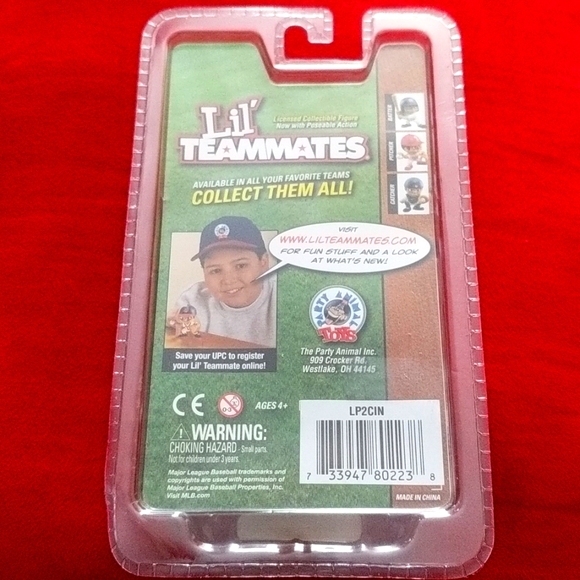 Lil'
TEAMMATES
Licensed Collectible Figure
Now with Poseable Action
BATTER
PITCHER
CATCHER
AVAILABLE IN ALL YOUR FAVORITE TEAMS
COLLECT THEM ALL!
VISIT
WWW.LILTEAMMATES.COM
FOR FUN STUFF AND A LOOK
AT WHAT'S NEW!
PARTY ANIMAL
TOYS
The Party Animal Inc.
909 Crocker Rd.
Westlake, OH 44145
Save your UPC to register
your Lil' Teammate online!
CE
0-3
AGES 4+
WARNING:
CHOKING HAZARD - Small parts.
Not for children under 3 years.
Major League Baseball trademarks and
copyrights are used with permission of
Major League Baseball Properties, Inc.
Visit MLB.com
LP2CIN
7 33947 80223 8
MADE IN CHINA